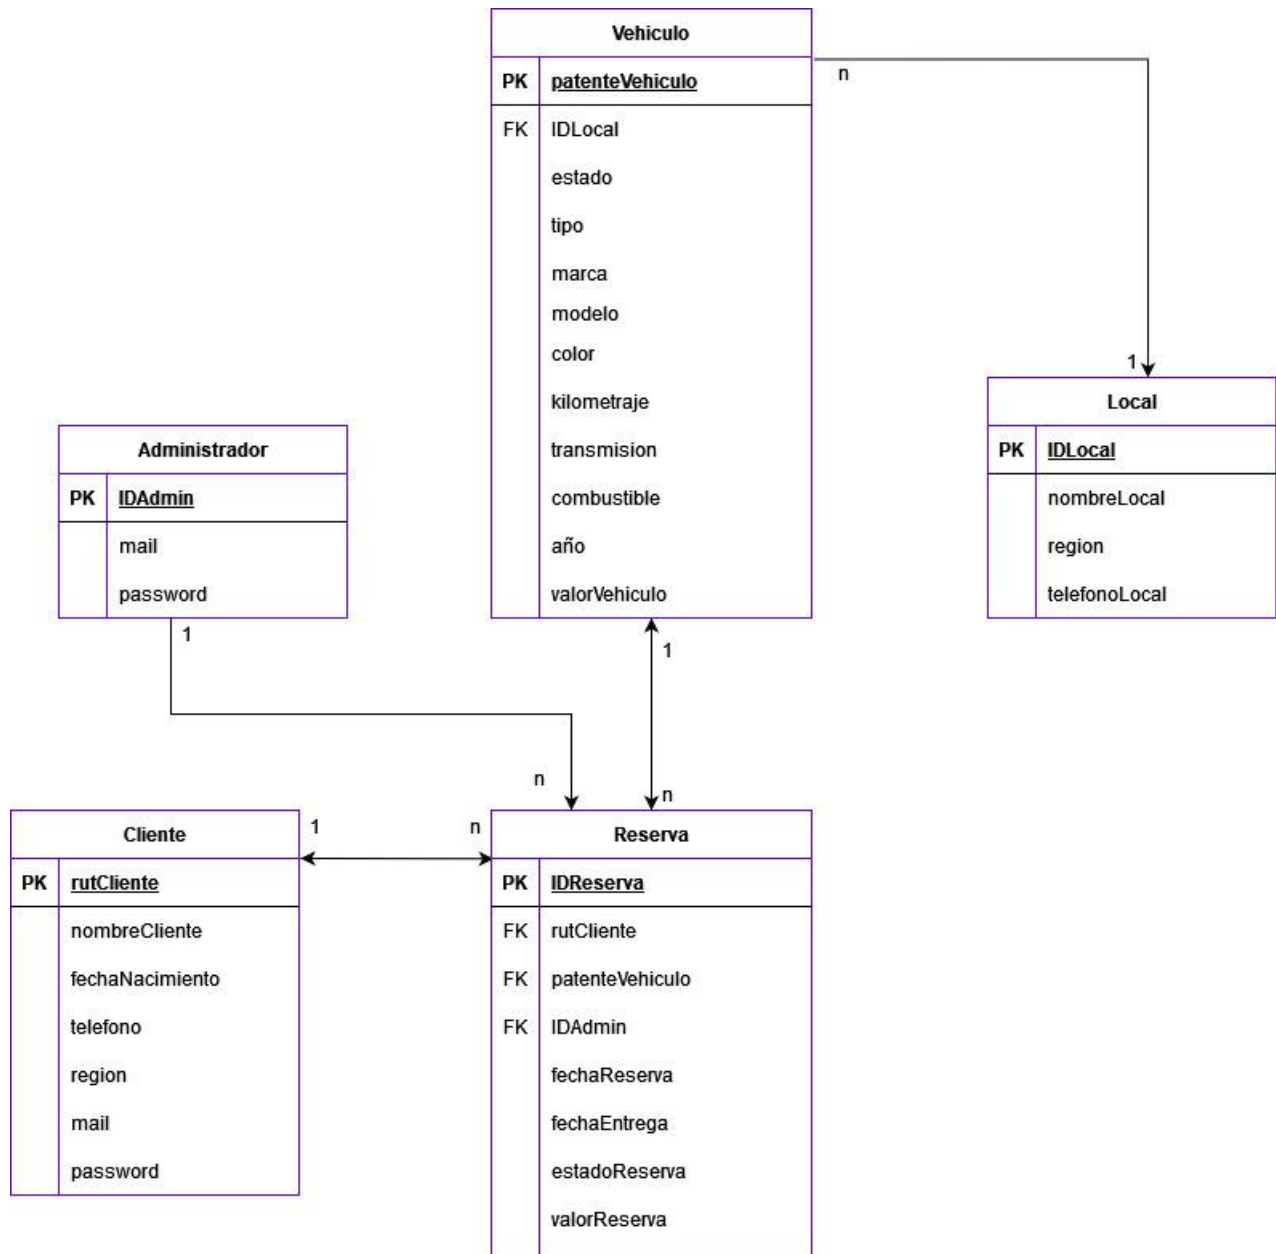 Vehiculo
PK patenteVehiculo
FK IDLocal
estado
tipo
marca
modelo
color
kilometraje
transmision
combustible
año
valorVehiculo
n
1
Local
PK IDLocal
nombreLocal
region
telefonoLocal
Administrador
PK IDAdmin
mail
password
1
n
1
n
Cliente
PK rutCliente
nombreCliente
fechaNacimiento
telefono
region
mail
password
1
n
Reserva
PK IDReserva
FK rutCliente
FK patenteVehiculo
FK IDAdmin
fechaReserva
fechaEntrega
estadoReserva
valorReserva